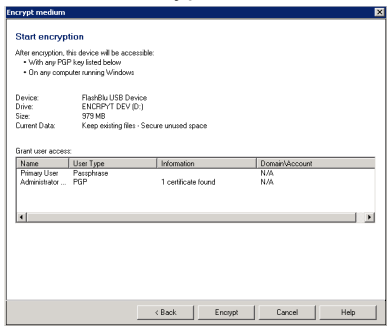 Encrypt medium
Start encryption
After encryption, this device will be accessible:
• With any PGP key listed below
• On any computer running Windows
Device: FlashBlu USB Device
Drive: ENCRPYT DEV (D:)
Size: 979 MB
Current Data: Keep existing files - Secure unused space
Grant user access:
Name User Type Information Domain\Account
Primary User Passphrase N/A
Administrator ... PGP 1 certificate found N/A
< Back Encrypt Cancel Help